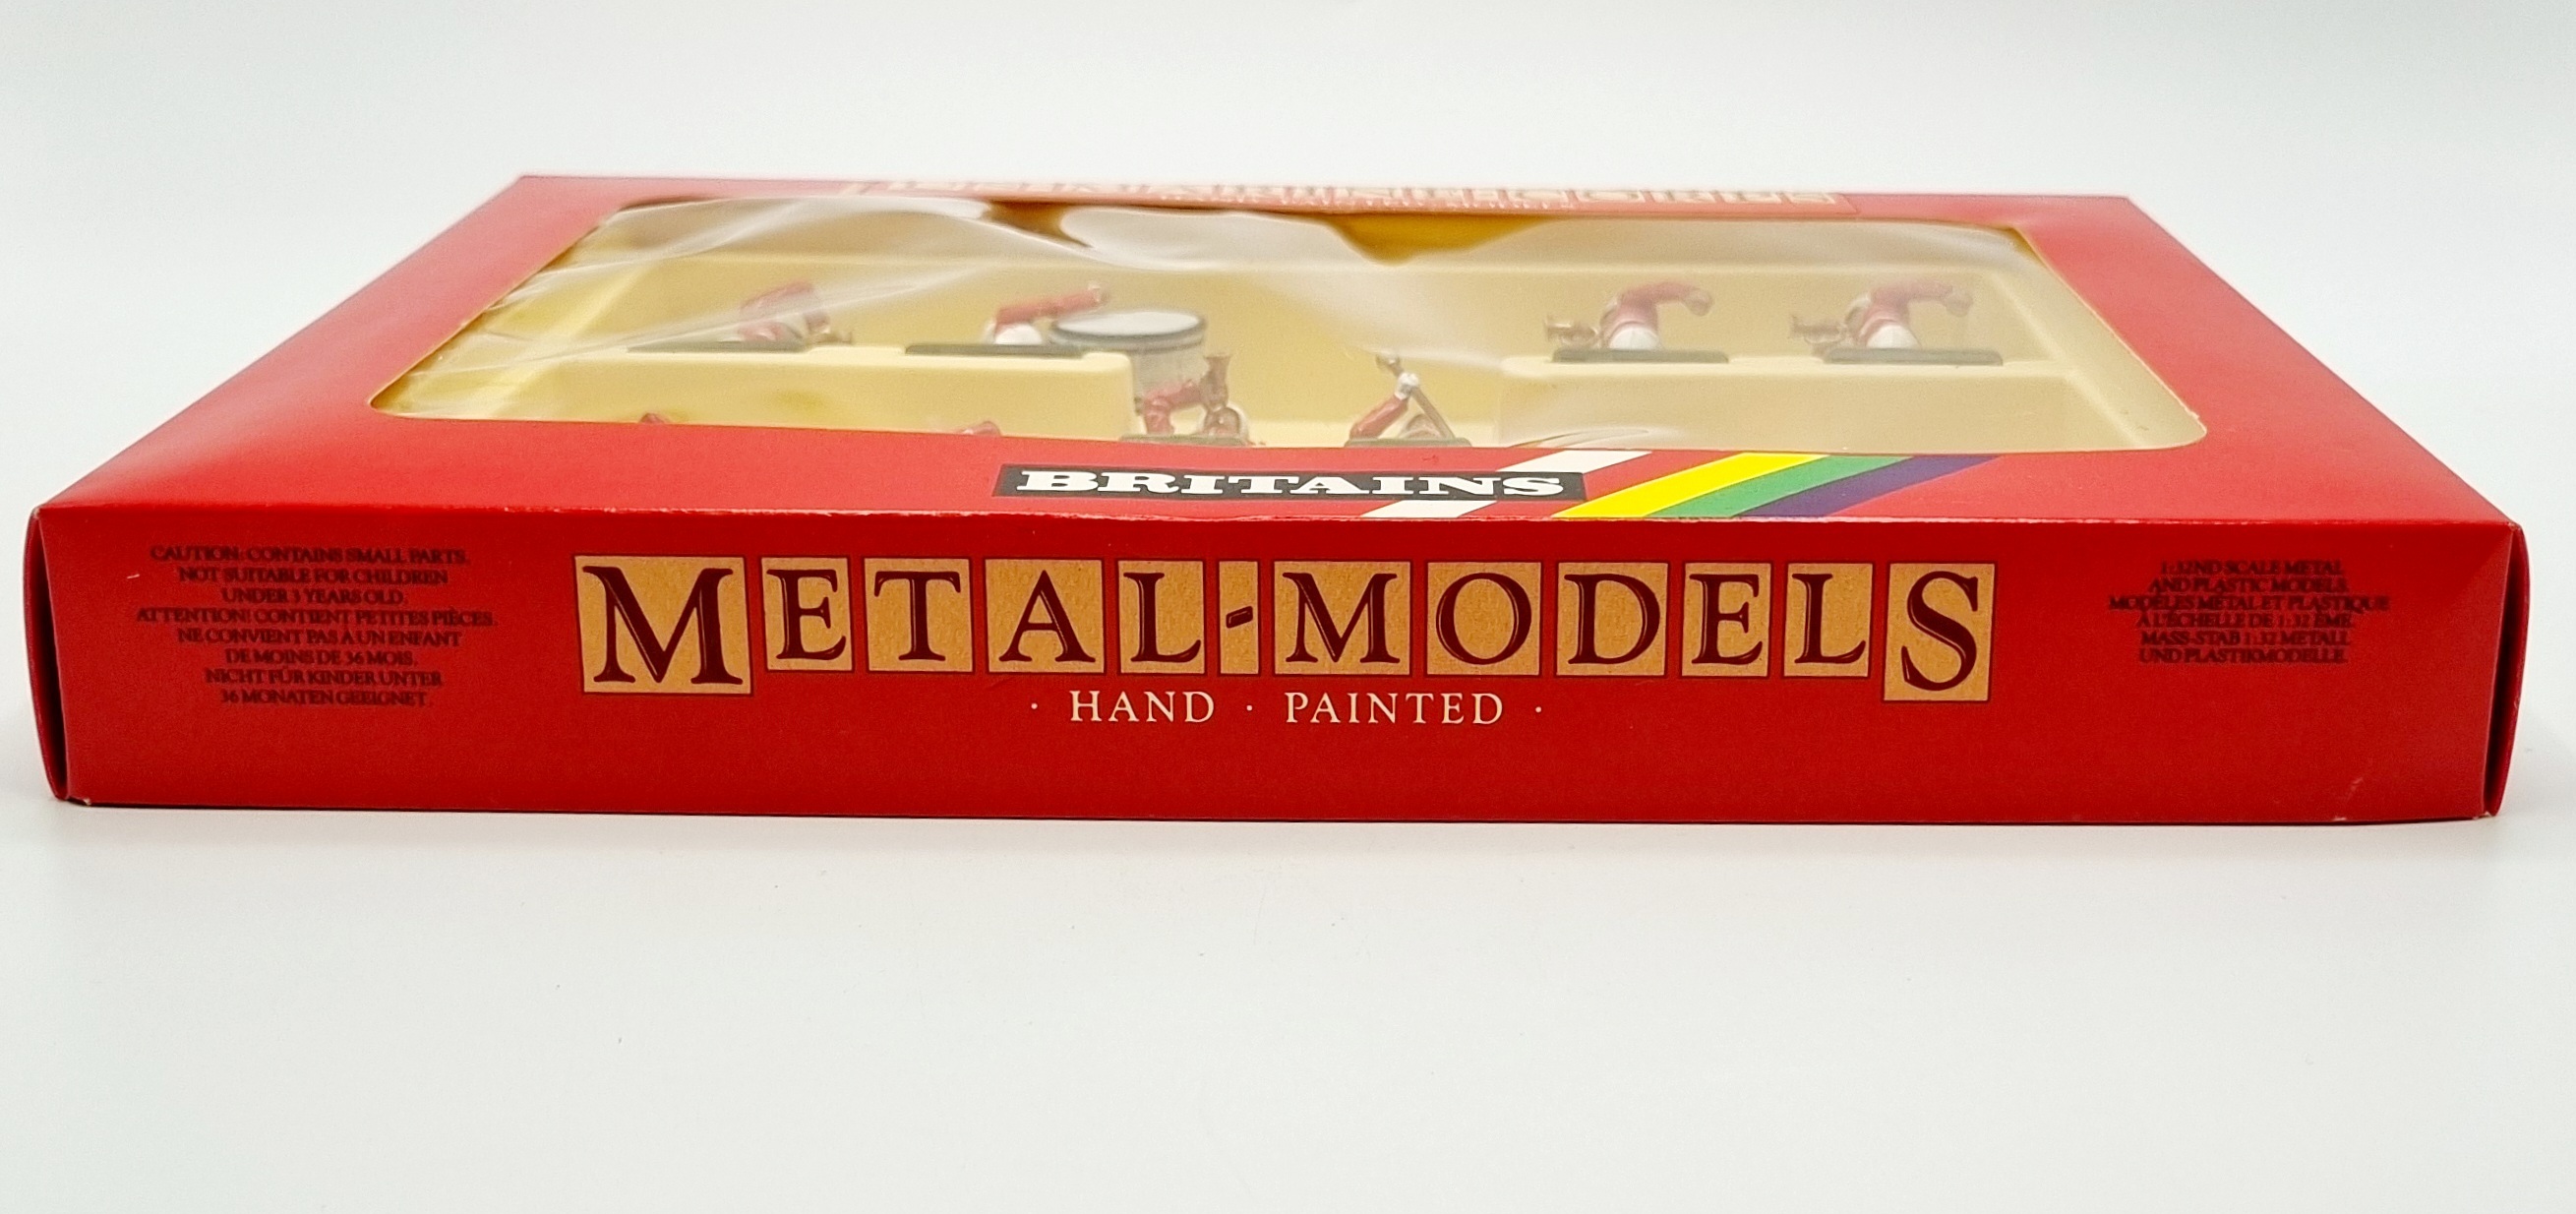 BRITAINS
CAUTION: CONTAINS SMALL PARTS.
NOT SUITABLE FOR CHILDREN
UNDER 3 YEARS OLD.
ATTENTION! CONTIENT PETITES PIÈCES.
NE CONVIENT PAS À UN ENFANT
DE MOINS DE 36 MOIS.
NICHT FÜR KINDER UNTER
36 MONATEN GEEIGNET
METAL-MODELS
· HAND · PAINTED ·
1:32ND SCALE METAL
AND PLASTIC MODELS.
MODÈLES MÉTAL ET PLASTIQUE
À L'ÉCHELLE DE 1:32 ÈME.
MASS-STAB 1:32 METALL
UND PLASTIKMODELLE.